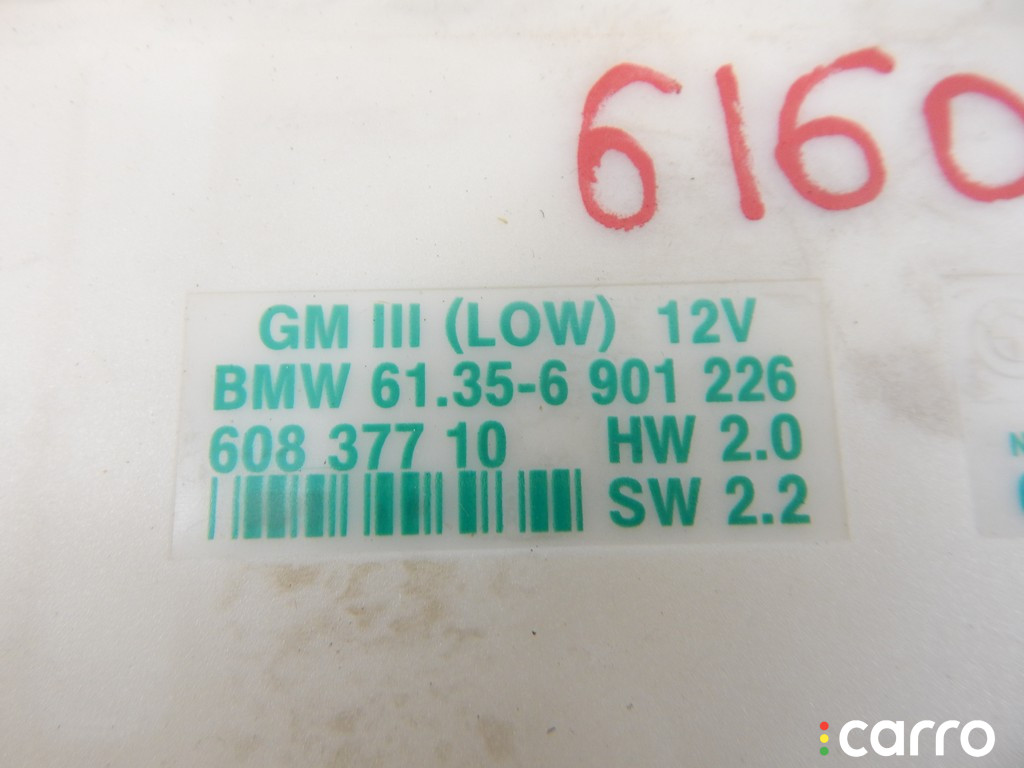 6160
GM III (LOW) 12V
BMW 61.35-6 901 226
608 377 10 HW 2.0
SW 2.2
carro